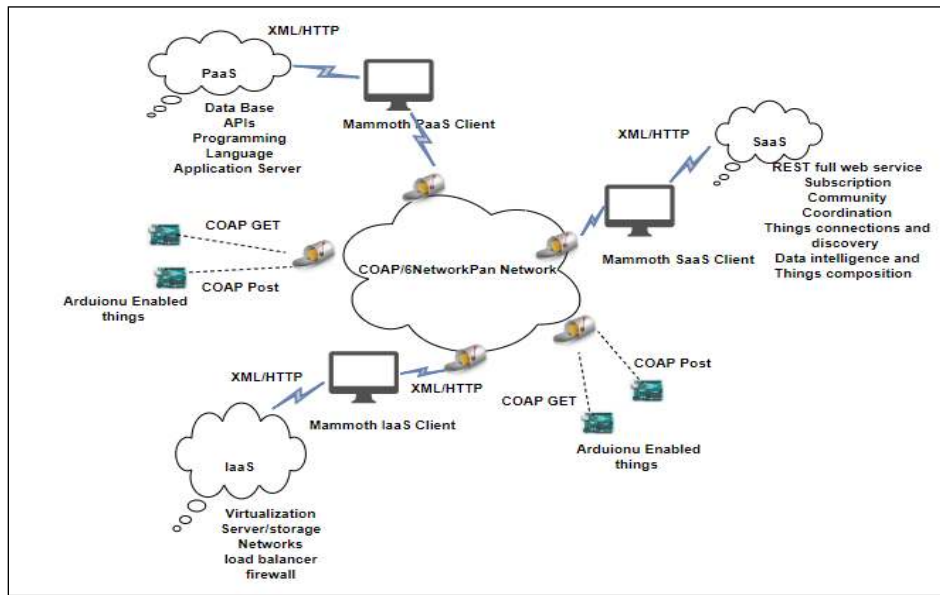 XML/HTTP
PaaS
Data Base
APIs
Programming
Language
Application Server
Mammoth PaaS Client
XML/HTTP
SaaS
REST full web service
Subscription
Community
Coordination
Things connections and
discovery
Data intelligence and
Things composition
Mammoth SaaS Client
COAP GET
COAP Post
Arduionu Enabled
things
COAP/6NetworkPan Network
XML/HTTP
XML/HTTP
Mammoth IaaS Client
IaaS
Virtualization
Server/storage
Networks
load balancer
firewall
COAP Post
COAP GET
Arduionu Enabled
things